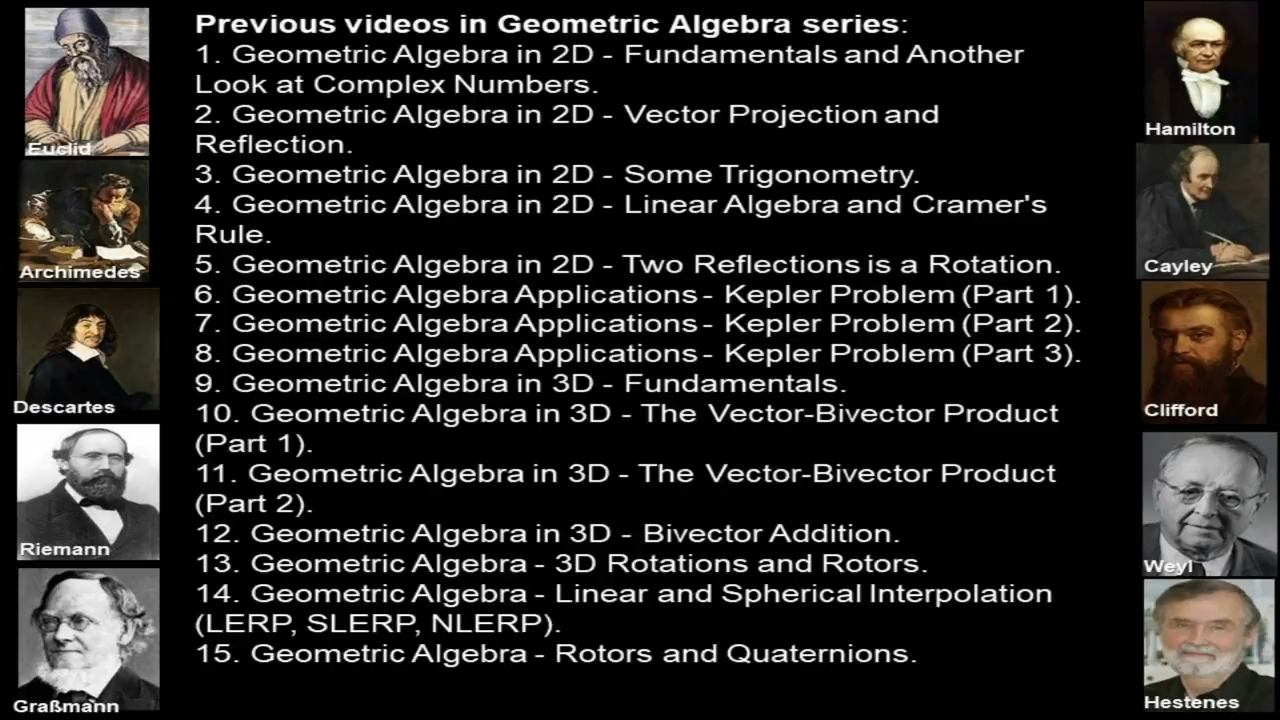 Previous videos in Geometric Algebra series:
1. Geometric Algebra in 2D - Fundamentals and Another
Look at Complex Numbers.
2. Geometric Algebra in 2D - Vector Projection and
Reflection.
3. Geometric Algebra in 2D - Some Trigonometry.
4. Geometric Algebra in 2D - Linear Algebra and Cramer's
Rule.
5. Geometric Algebra in 2D - Two Reflections is a Rotation.
6. Geometric Algebra Applications - Kepler Problem (Part 1).
7. Geometric Algebra Applications - Kepler Problem (Part 2).
8. Geometric Algebra Applications - Kepler Problem (Part 3).
9. Geometric Algebra in 3D - Fundamentals.
10. Geometric Algebra in 3D - The Vector-Bivector Product
(Part 1).
11. Geometric Algebra in 3D - The Vector-Bivector Product
(Part 2).
12. Geometric Algebra in 3D - Bivector Addition.
13. Geometric Algebra - 3D Rotations and Rotors.
14. Geometric Algebra - Linear and Spherical Interpolation
(LERP, SLERP, NLERP).
15. Geometric Algebra - Rotors and Quaternions.
Euclid
Archimedes
Descartes
Riemann
Graßmann
Hamilton
Cayley
Clifford
Weyl
Hestenes